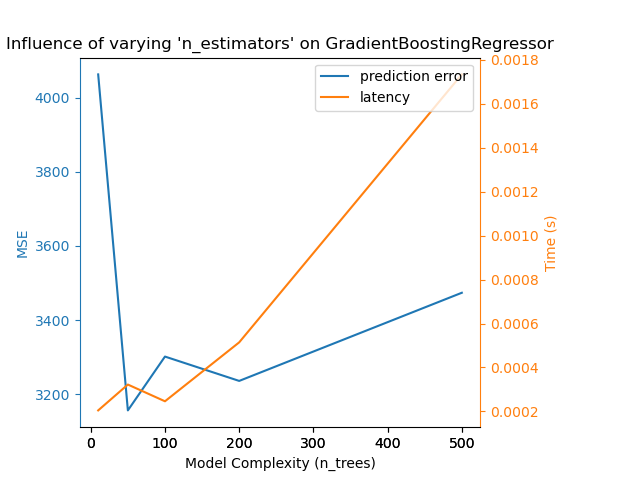 Influence of varying 'n_estimators' on GradientBoostingRegressor
prediction error
latency
4000
3800
3600
3400
3200
MSE
0.0018
0.0016
0.0014
0.0012
0.0010
0.0008
0.0006
0.0004
0.0002
Time (s)
0 100 200 300 400 500
Model Complexity (n_trees)